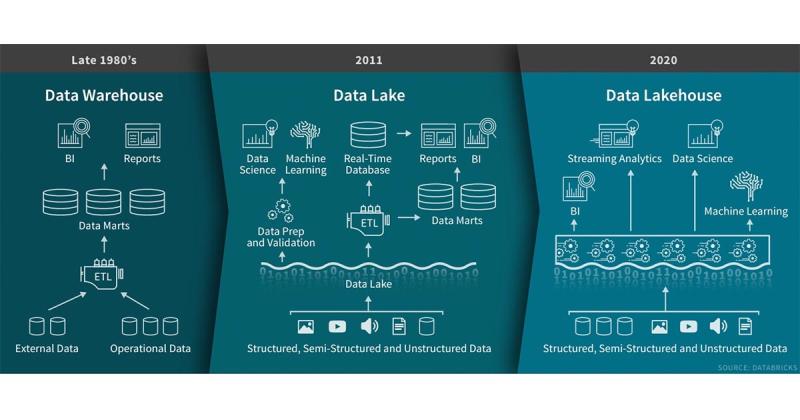 Late 1980's
Data Warehouse
BI
Reports
Data Marts
ETL
External Data
Operational Data
2011
Data Lake
Data
Science
Machine
Learning
Real-Time
Database
Reports
BI
Data Prep
and Validation
ETL
Data Marts
Data Lake
Structured, Semi-Structured and Unstructured Data
2020
Data Lakehouse
Streaming Analytics
Data Science
BI
Machine Learning
Structured, Semi-Structured and Unstructured Data
SOURCE: DATABRICKS